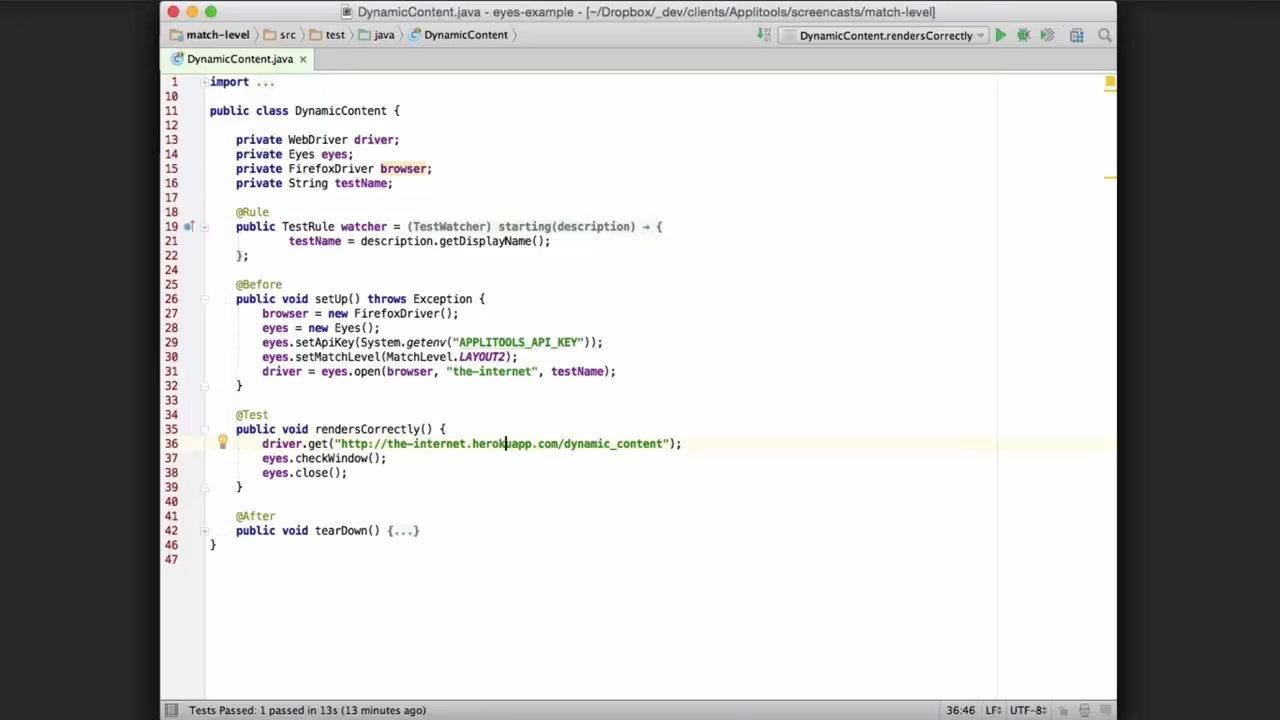 DynamicContent.java - eyes-example - [~/Dropbox/_dev/clients/Applitools/screencasts/match-level]
match-level src test java DynamicContent DynamicContent.rendersCorrectly
DynamicContent.java
1 import ...
10
11 public class DynamicContent {
12
13 private WebDriver driver;
14 private Eyes eyes;
15 private FirefoxDriver browser;
16 private String testName;
17
18 @Rule
19 public TestRule watcher = (TestWatcher) starting(description) → {
21 testName = description.getDisplayName();
22 };
24
25 @Before
26 public void setUp() throws Exception {
27 browser = new FirefoxDriver();
28 eyes = new Eyes();
29 eyes.setApiKey(System.getenv("APPLITOOLS_API_KEY"));
30 eyes.setMatchLevel(MatchLevel.LAYOUT2);
31 driver = eyes.open(browser, "the-internet", testName);
32 }
33
34 @Test
35 public void rendersCorrectly() {
36 driver.get("http://the-internet.herokuapp.com/dynamic_content");
37 eyes.checkWindow();
38 eyes.close();
39 }
40
41 @After
42 public void tearDown() {...}
46 }
47
Tests Passed: 1 passed in 13s (13 minutes ago) 36:46 LF UTF-8